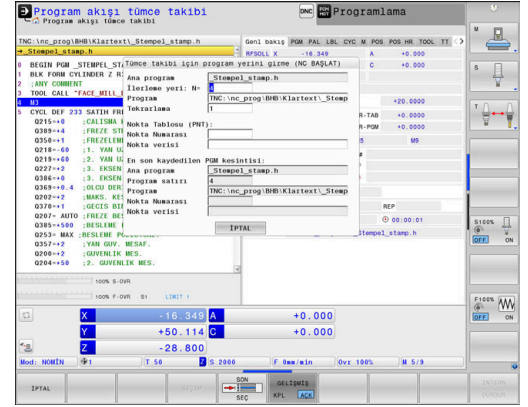 Program akışı tümce takibi
DNC
Programlama
Program akışı tümce takibi
TNC:\nc_prog\BHB\Klartext\_Stempel_stamp.h
→_Stempel_stamp.h
Genl bakış PGM PAL LBL CYC M POS POS HR TOOL TT
RFSOLL X -16.349 A +0.000
C +0.000
+20.0000
R-TAB +0.0000
R-PGM +0.0000
M9
REP
00:00:01
_Stempel_stamp.h
0 BEGIN PGM _STEMPEL_STA
1 BLK FORM CYLINDER Z R
2 ;ANY COMMENT
3 TOOL CALL "FACE_MILL_
4 M3
5 CYCL DEF 233 SATIH FR
Q215=+0 ;CALISMA
Q389=+4 ;FREZE ST
Q350=+1 ;FREZELEM
Q218=-60 ;1. YAN U
Q219=+60 ;2. YAN U
Q227=+2 ;3. EKSEN
Q386=+0 ;3. EKSEN
Q369=+0.4 ;OLCU DER
Q202=+2 ;MAKS. KES
Q370=+1 ;GECIS BI
Q207= AUTO ;FREZE BES
Q385=+500 ;BESLEME
Q253= MAX ;BESLEME
Q357=+2 ;YAN GUV. MESAF.
Q200=+2 ;GUVENLIK MES.
Q204=+50 ;2. GUVENLIK MES.
Tümce takibi için program yerini girme (NC BAŞLAT)
Ana program _Stempel_stamp.h
İlerleme yeri: N= 4
Program TNC:\nc_prog\BHB\Klartext\_Stemp
Tekrarlama 1
Nokta Tablosu (PNT):
Nokta Numarası
Nokta verisi
En son kaydedilen PGM kesintisi:
Ana program _Stempel_stamp.h
Program satırı 4
Program TNC:\nc_prog\BHB\Klartext\_Stemp
Nokta Numarası
Nokta verisi
İPTAL
100% S-OVR
100% F-OVR S1 LIMIT 1
X -16.349 A +0.000
Y +50.114 C +0.000
Z -28.800
Mod: NOMİN 1 T 50 Z S 2000 F 0mm/min Ovr 100% M 5/9
M
S
T
S100%
OFF ON
F100%
OFF ON
İPTAL
SEÇİM
SON
SEÇ
GELİŞMİŞ
KPL AÇK
INTERN
DURDUR